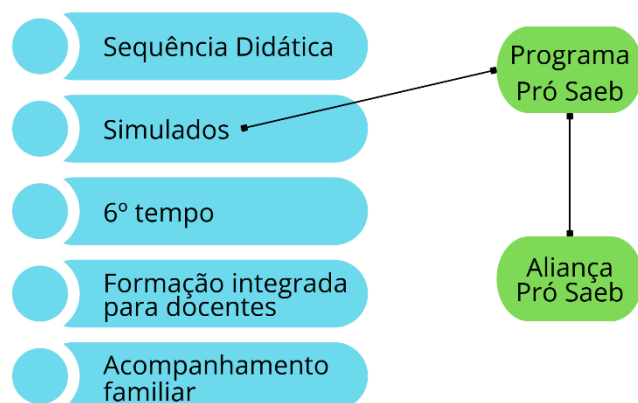 Sequência Didática
Simulados
6º tempo
Formação integrada
para docentes
Acompanhamento
familiar
Programa
Pró Saeb
Aliança
Pró Saeb